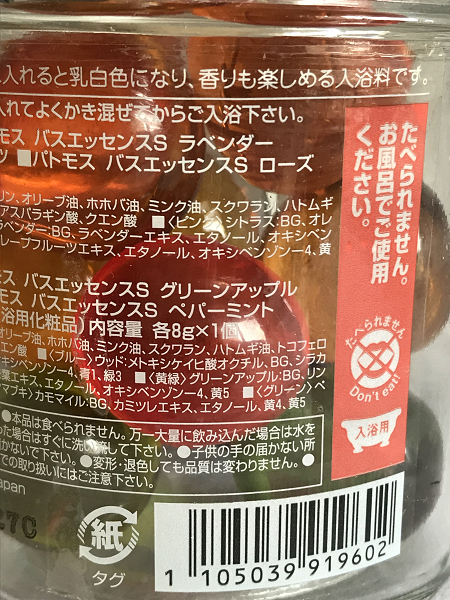 入れると乳白色になり、香りも楽しめる入浴料です。
入れてよくかき混ぜてからご入浴下さい。
トモス バスエッセンスS ラベンダー
ツ ■バトモス バスエッセンスS ローズ
リン、オリーブ油、ホホバ油、ミンク油、スクワラン、ハトムギ
アスパラギン酸、クエン酸 ■〈ピンク〉シトラス:BG、オレ
ラベンダー:BG、ラベンダーエキス、エタノール、オキシベン
レープフルーツエキス、エタノール、オキシベンゾン-4、黄
モス バスエッセンスS グリーンアップル
トモス バスエッセンスS ペパーミント
浴用化粧品)内容量 各8g×1個
オリーブ油、ホホバ油、ミンク油、スクワラン、ハトムギ油、トコフェロ
■〈ブルー〉ウッド:メトキシケイヒ酸オクチル、BG、シラカ
キシベンゾン-4、青1、緑3 ■〈黄緑〉グリーンアップル:BG、リン
葉エキス、エタノール、オキシベンゾン-4、黄5 ■〈グリーン〉ペ
マブキ〉カモマイル:BG、カミツレエキス、エタノール、黄4、黄5
●本品は食べられません。万一大量に飲み込んだ場合は水を
った場合はすぐに洗い流して下さい。●子供の手の届かない所
届かないで下さい。●変形・退色しても品質は変わりません。●
での取り扱いにはご注意ください。
apan
27C
紙
タグ
たべられません。
お風呂でご使用
ください。
たべられません
Don't eat!
入浴用
1 105039 919602